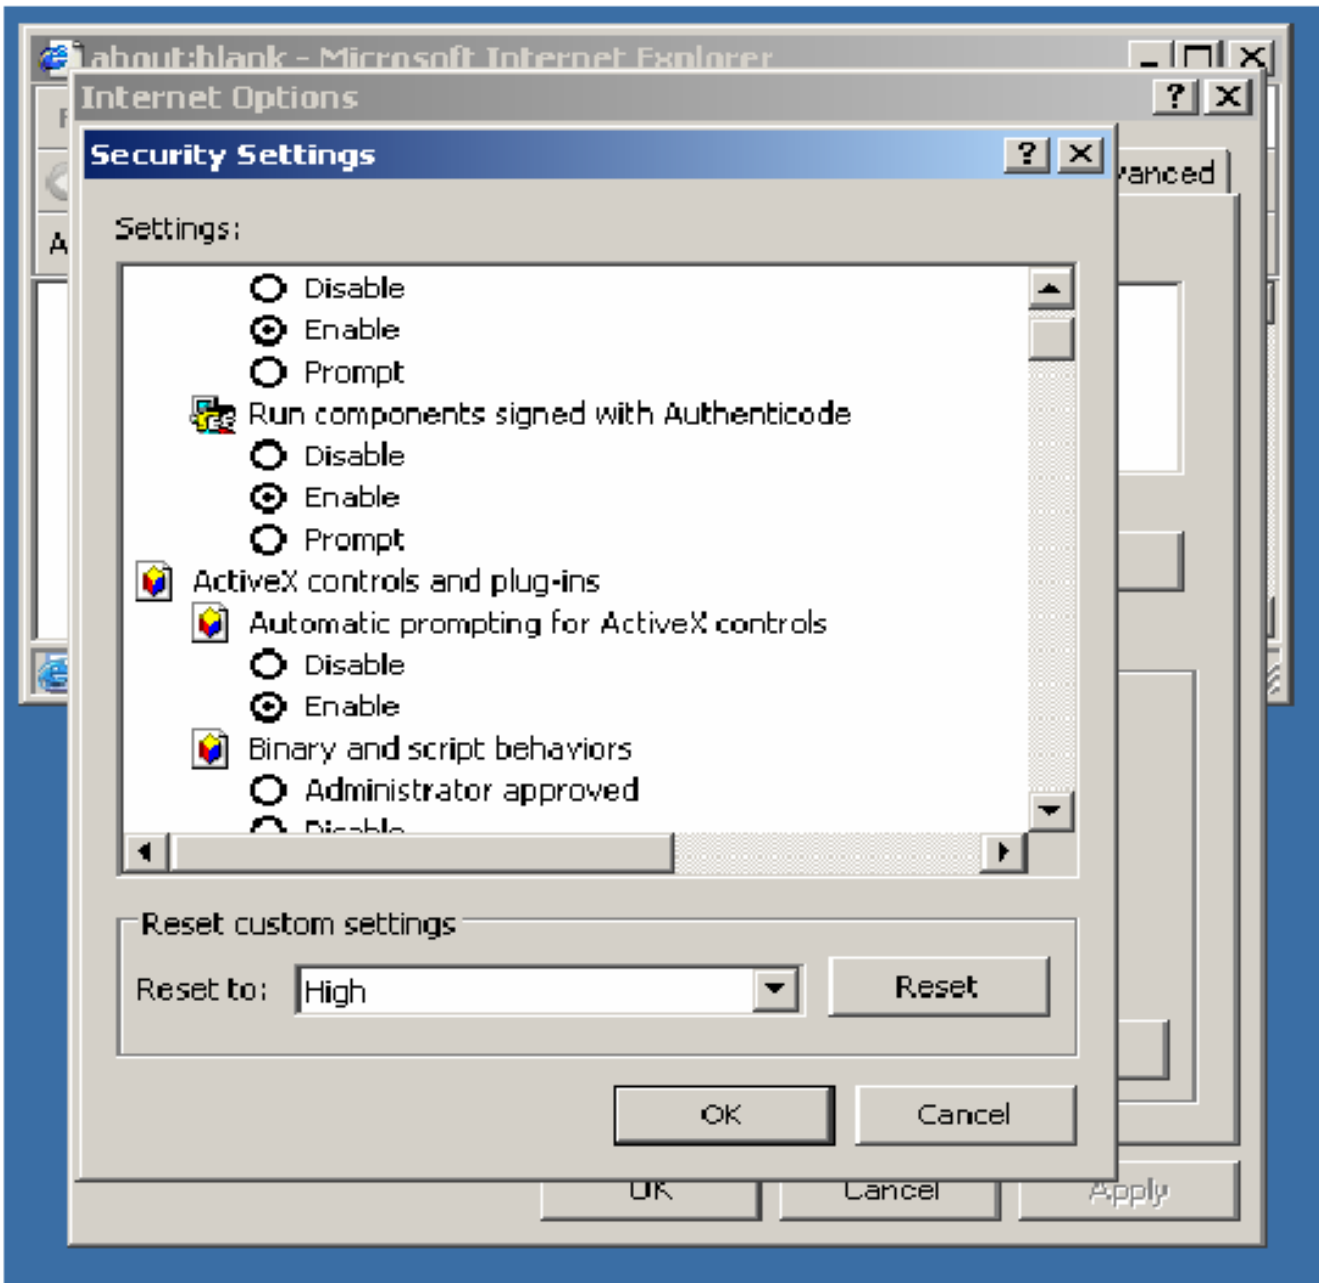 about:blank - Microsoft Internet Explorer
Internet Options
Security Settings
vanced
Settings:
Disable
Enable
Prompt
Run components signed with Authenticode
Disable
Enable
Prompt
ActiveX controls and plug-ins
Automatic prompting for ActiveX controls
Disable
Enable
Binary and script behaviors
Administrator approved
Disable
Reset custom settings
Reset to: High Reset
OK Cancel
OK Cancel Apply